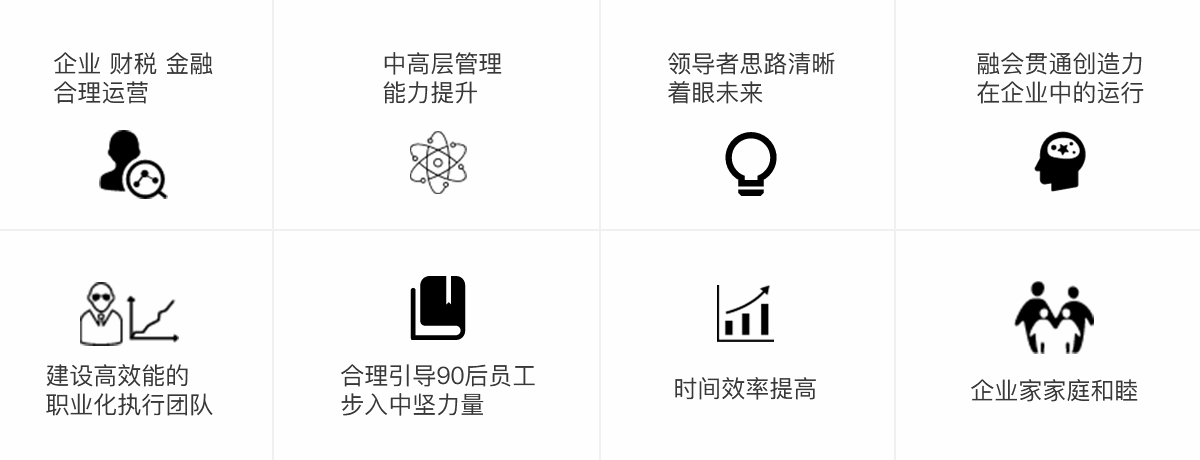 企业 财税 金融
合理运营
中高层管理
能力提升
领导者思路清晰
着眼未来
融会贯通创造力
在企业中的运行
建设高效能的
职业化执行团队
合理引导90后员工
步入中坚力量
时间效率提高
企业家家庭和睦